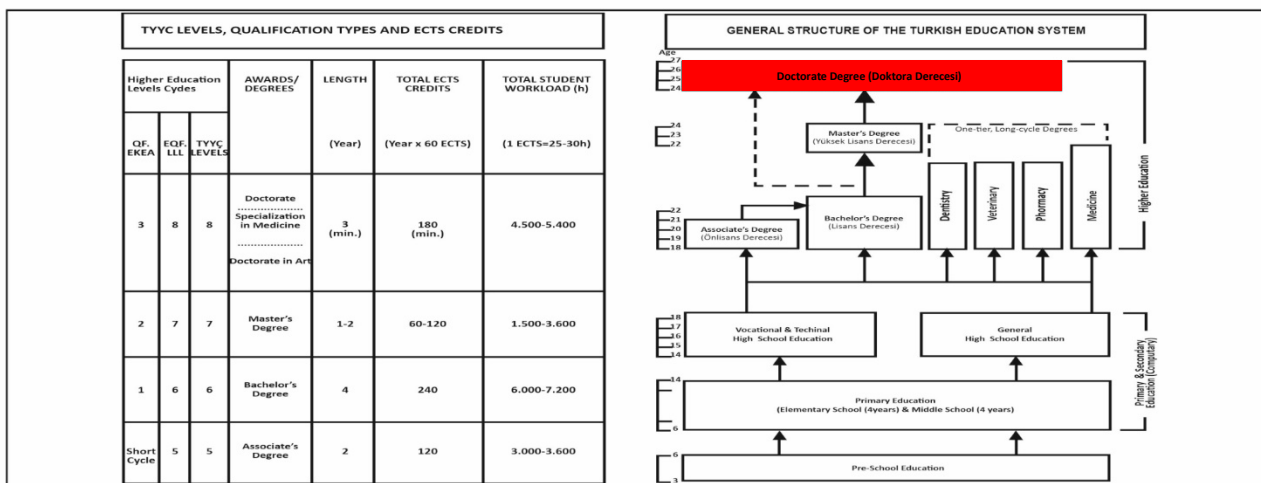 TYYC LEVELS, QUALIFICATION TYPES AND ECTS CREDITS
Higher Education
Levels Cydes
AWARDS/
DEGREES
LENGTH
(Year)
TOTAL ECTS
CREDITS
(Year x 60 ECTS)
TOTAL STUDENT
WORKLOAD (h)
(1 ECTS=25-30h)
QF.
EKEA
EQF.
LLL
TYYÇ
LEVELS
3
8
8
Doctorate
Specialization
in Medicine
Doctorate in Art
3
(min.)
180
(min.)
4.500-5.400
2
7
7
Master's
Degree
1-2
60-120
1.500-3.600
1
6
6
Bachelor's
Degree
4
240
6.000-7.200
Short
Cycle
5
5
Associate's
Degree
2
120
3.000-3.600
GENERAL STRUCTURE OF THE TURKISH EDUCATION SYSTEM
Age
27
26
25
24
Doctorate Degree (Doktora Derecesi)
24
23
22
Master's Degree
(Yüksek Lisans Derecesi)
One-tier, Long-cycle Degrees
22
21
20
19
18
Associate's Degree
(Önlisans Derecesi)
Bachelor's Degree
(Lisans Derecesi)
Dentistry
Veterinary
Pharmacy
Medicine
Higher Education
18
17
16
15
14
Vocational & Techinal
High School Education
General
High School Education
14
6
Primary Education
(Elementary School (4years) & Middle School (4 years)
Primary & Secondary
Education (Computary)
6
3
Pre-School Education